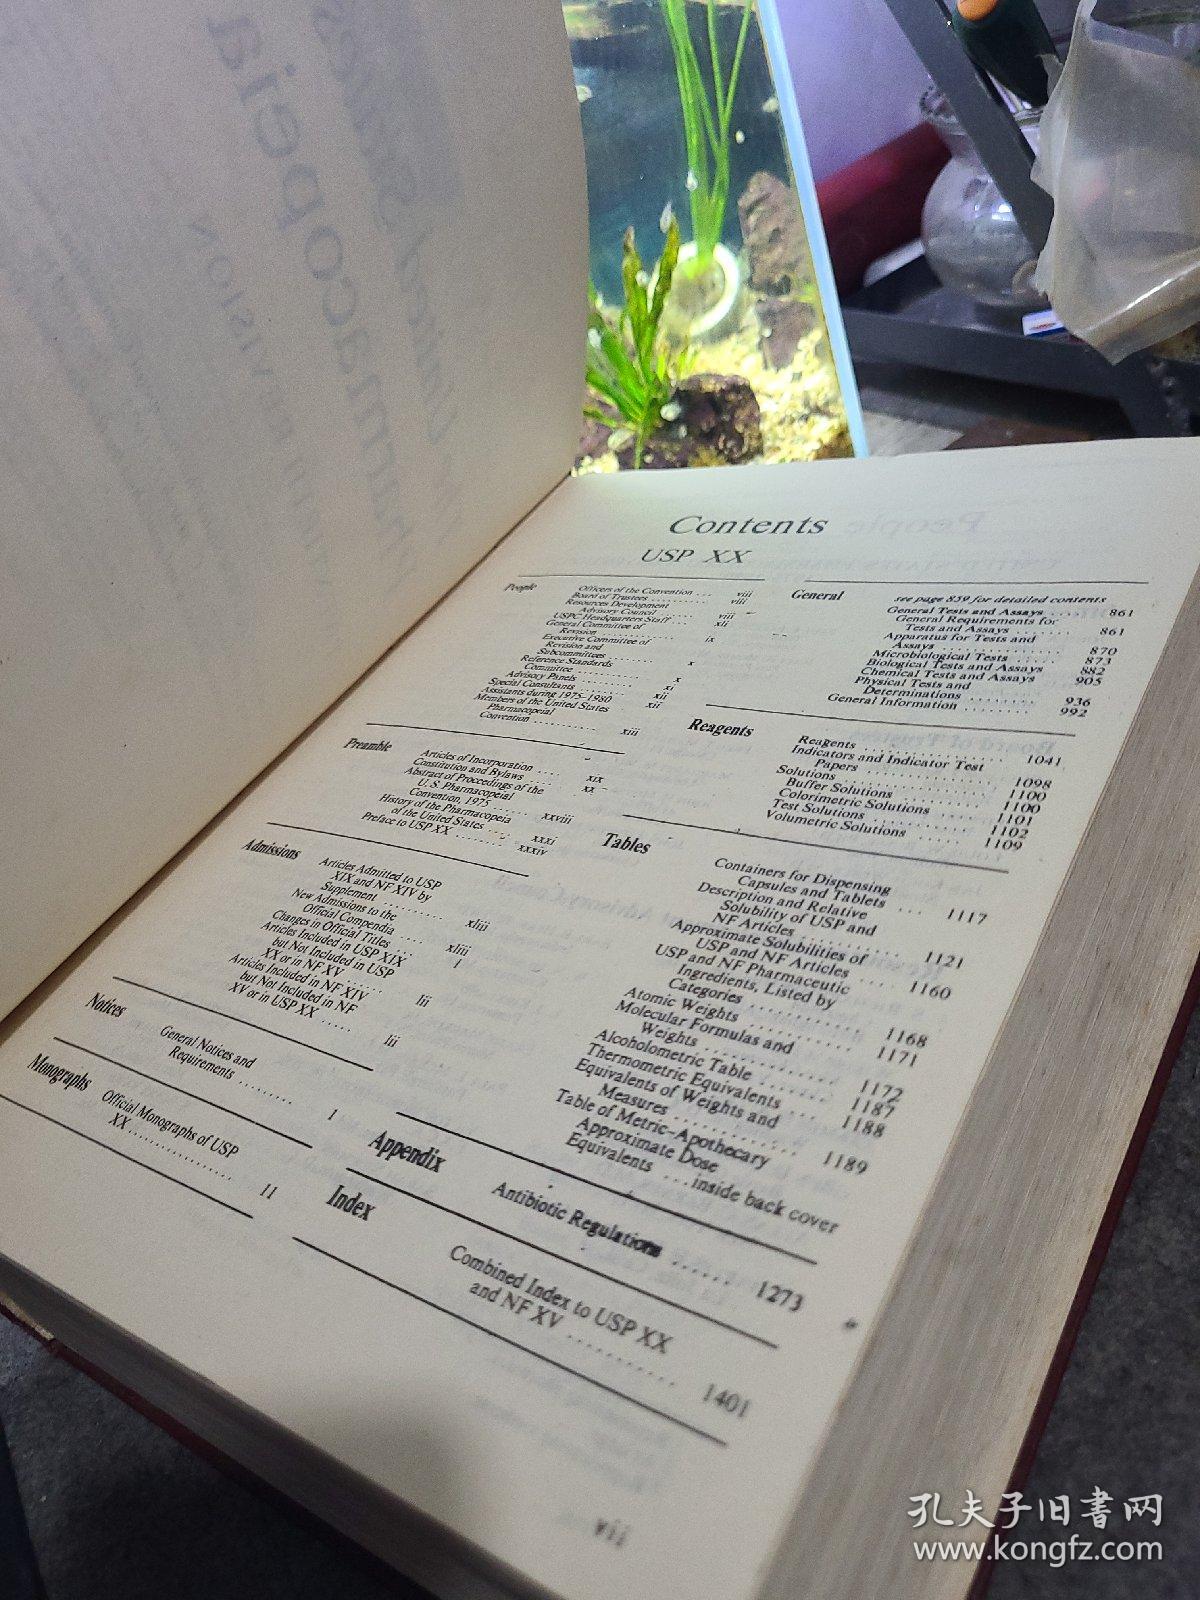 Contents
USP XX
People
Officers of the Convention ... viii
Board of Trustees ........ viii
Resources Development
Advisory Council ..... viii
USPC Headquarters Staff ... xii
General Committee of
Revision ............ ix
Executive Committee of
Revision and
Subcommittees ........ x
Reference Standards
Committee ............ x
Advisory Panels ............ xi
Special Consultants ........ xii
Assistants during 1975-1980 xii
Members of the United States
Pharmacopeial
Convention .......... xiii
Preamble
Articles of Incorporation .... xix
Constitution and Bylaws .... xx
Abstract of Proceedings of the
U. S. Pharmacopeial
Convention, 1975 ...... xxviii
History of the Pharmacopeia
of the United States .... xxxi
Preface to USP XX ........ xxxiv
Admissions
Articles Admitted to USP
XIX and NF XIV by
Supplement ........... xliii
New Admissions to the
Official Compendia .... xliii
Changes in Official Titles ... l
Articles Included in USP XIX
but Not Included in USP
XX or in NF XV ...... lii
Articles Included in NF XIV
but Not Included in NF
XV or in USP XX ..... lii
Notices
General Notices and
Requirements ......... 1
Monographs
Official Monographs of USP
XX ................. 11
General
see page 859 for detailed contents
General Tests and Assays .... 861
General Requirements for
Tests and Assays ........ 861
Apparatus for Tests and
Assays ............... 870
Microbiological Tests ...... 873
Biological Tests and Assays 882
Chemical Tests and Assays 905
Physical Tests and
Determinations ........ 936
General Information ........ 992
Reagents
Reagents .................. 1041
Indicators and Indicator Test
Papers ................ 1098
Solutions ................ 1100
Buffer Solutions .......... 1100
Colorimetric Solutions .... 1101
Test Solutions ............ 1102
Volumetric Solutions ...... 1109
Tables
Containers for Dispensing
Capsules and Tablets ... 1117
Description and Relative
Solubility of USP and
NF Articles ............ 1121
Approximate Solubilities of
USP and NF Articles .... 1160
USP and NF Pharmaceutic
Ingredients, Listed by
Categories ............ 1168
Atomic Weights .......... 1171
Molecular Formulas and
Weights .............. 1172
Alcoholometric Table ...... 1187
Thermometric Equivalents ... 1188
Equivalents of Weights and
Measures ............. 1189
Table of Metric-Apothecary
Approximate Dose
Equivalents ... inside back cover
Appendix
Antibiotic Regulations ...... 1273
Index
Combined Index to USP XX
and NF XV ........... 1401
孔夫子旧书网
www.kongfz.com